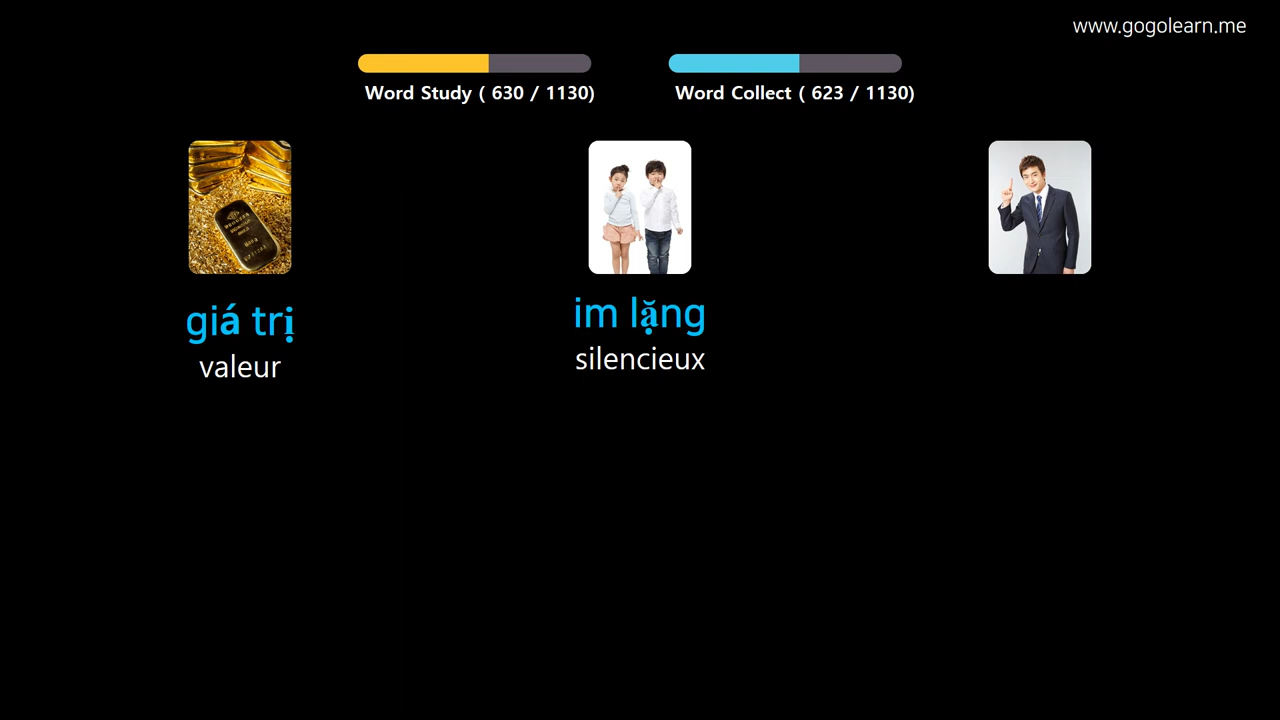 www.gogolearn.me
Word Study ( 630 / 1130)
Word Collect ( 623 / 1130)
giá trị
valeur
im lặng
silencieux